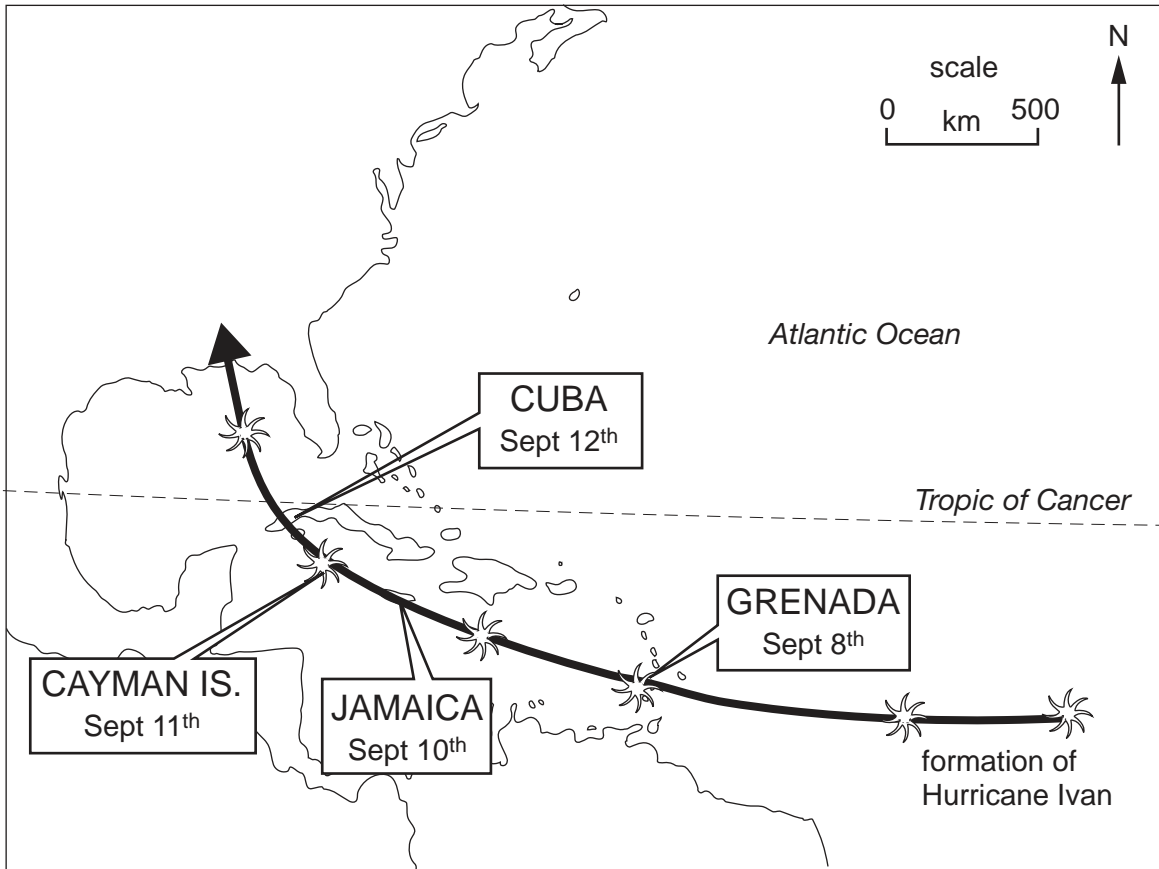 N
scale
0 km 500
Atlantic Ocean
CUBA
Sept 12th
Tropic of Cancer
GRENADA
Sept 8th
CAYMAN IS.
Sept 11th
JAMAICA
Sept 10th
formation of
Hurricane Ivan